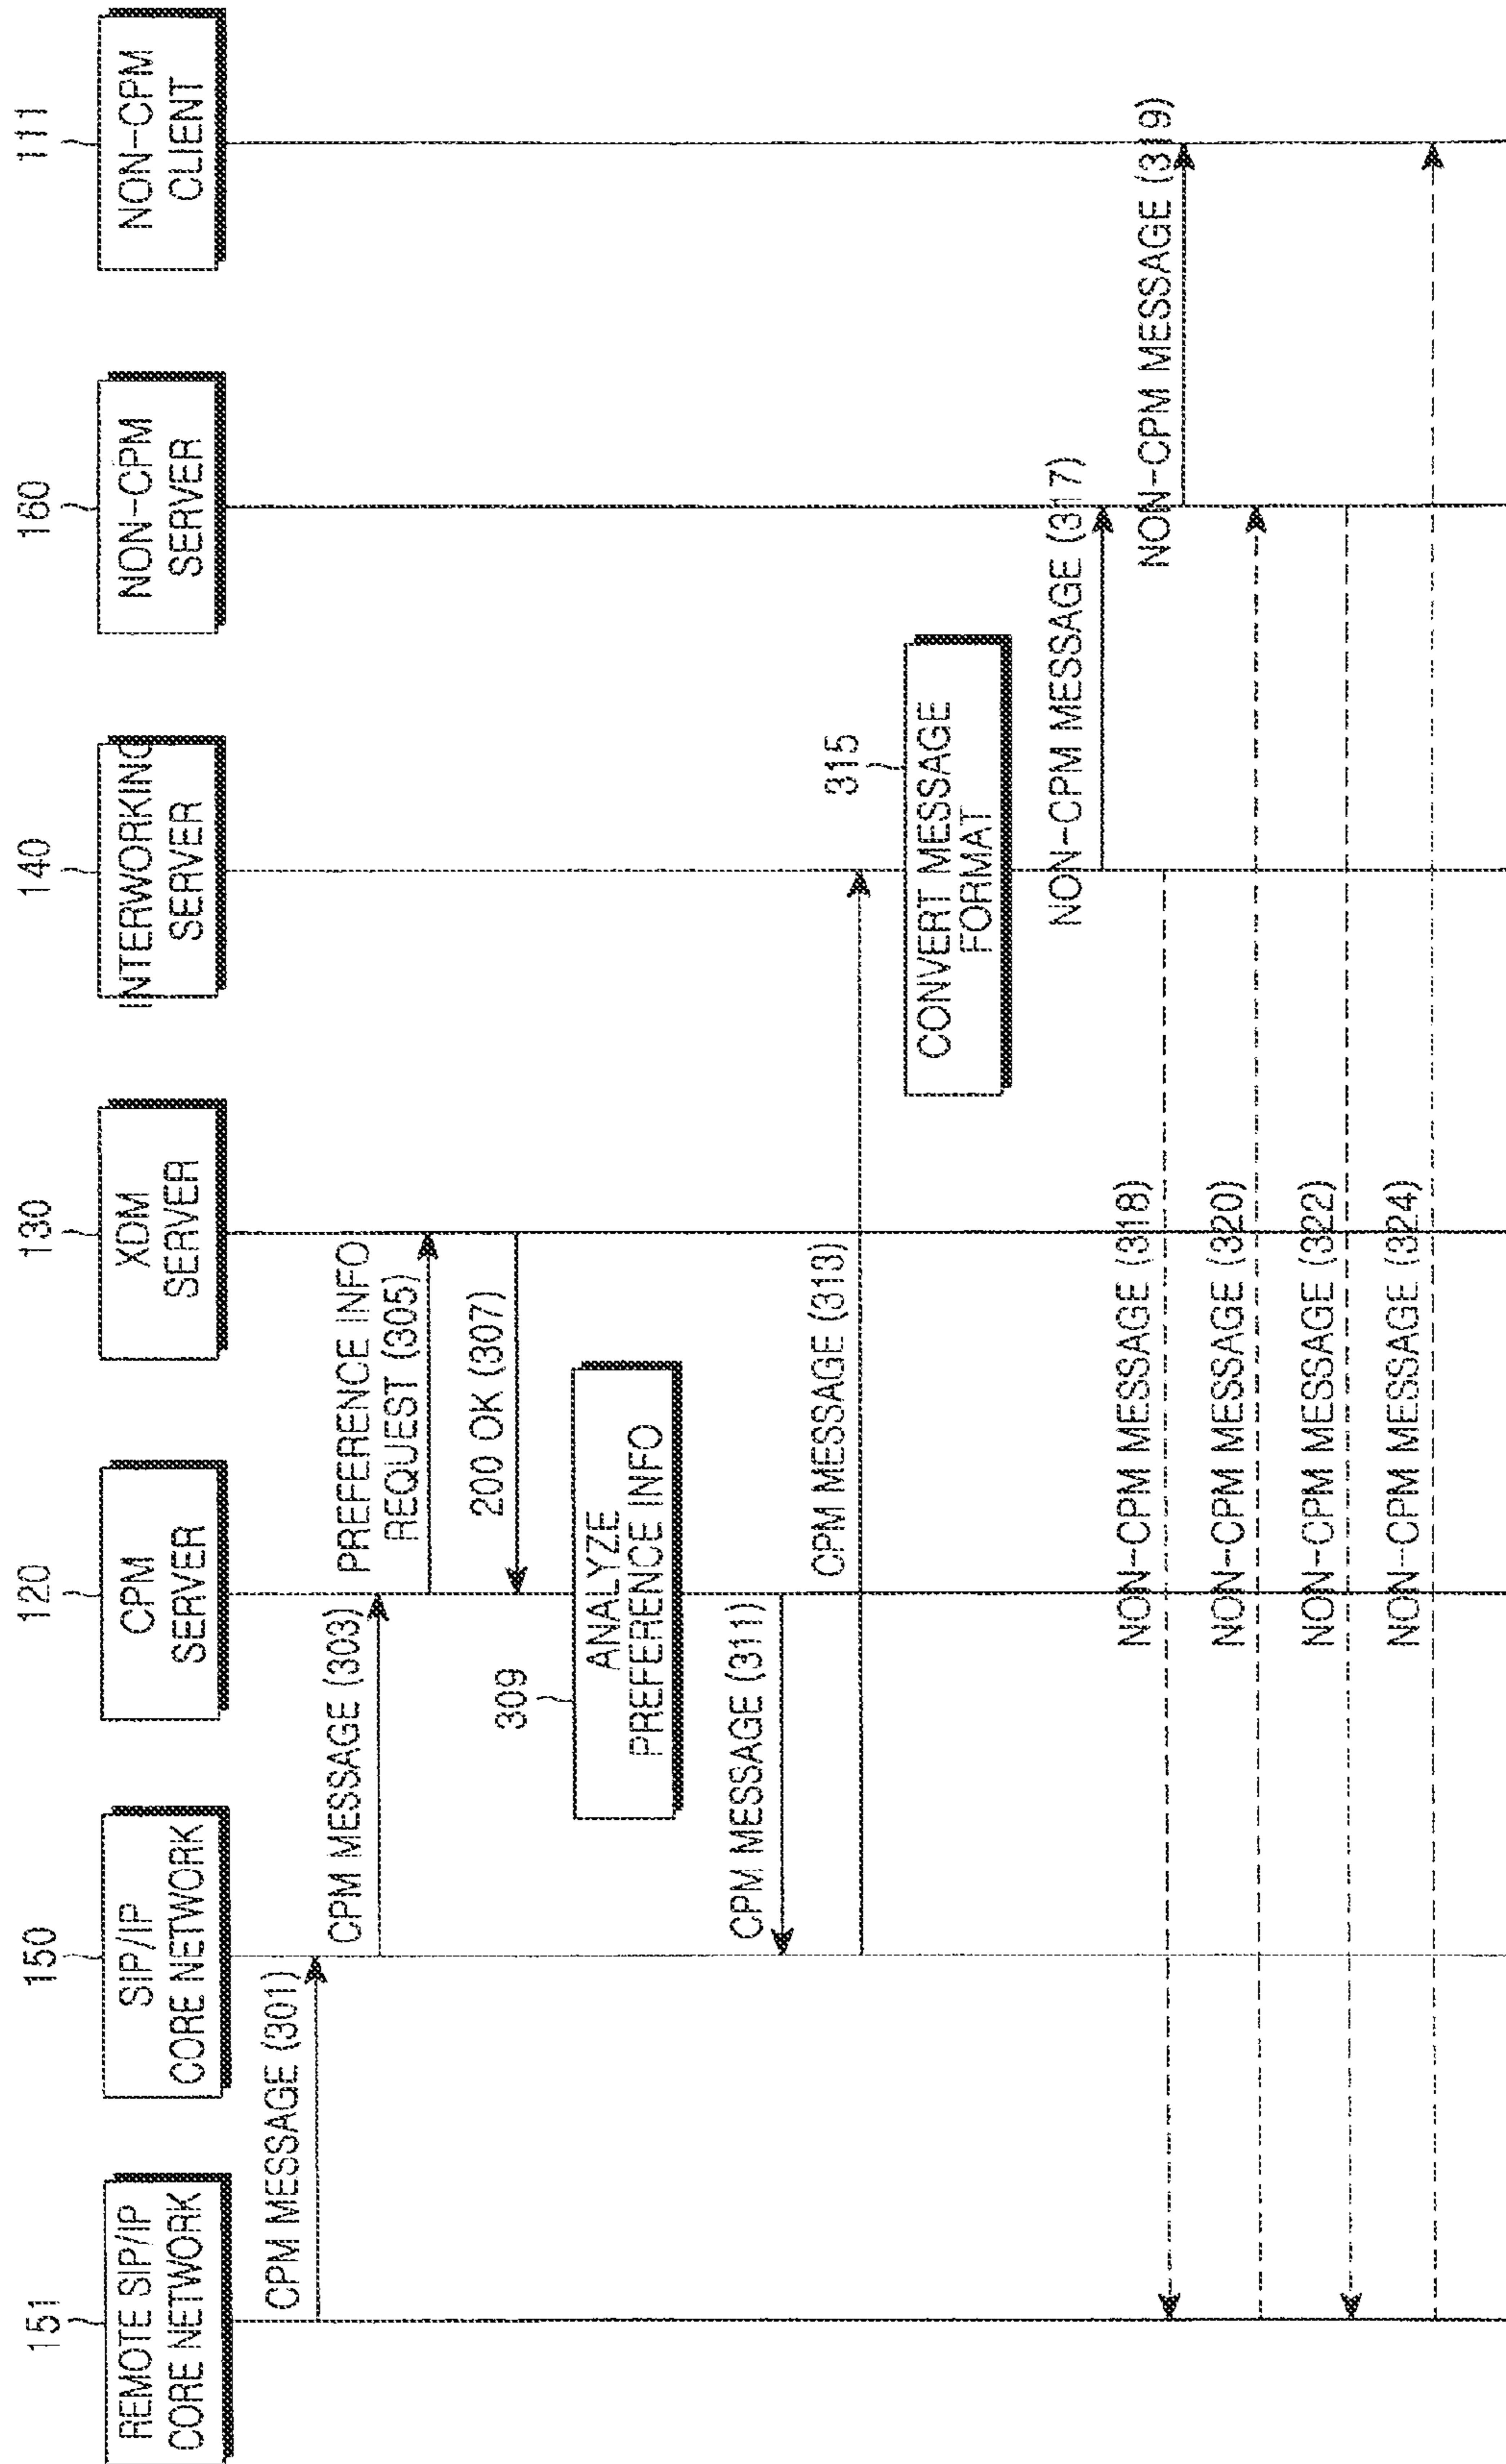 151
REMOTE SIP/IP
CORE NETWORK
150
SIP/IP
CORE NETWORK
120
CPM
SERVER
130
XDM
SERVER
140
INTERWORKING
SERVER
160
NON-CPM
SERVER
111
NON-CPM
CLIENT
CPM MESSAGE (301)
CPM MESSAGE (303)
PREFERENCE INFO
REQUEST (305)
200 OK (307)
309
ANALYZE
PREFERENCE INFO
CPM MESSAGE (311)
CPM MESSAGE (313)
315
CONVERT MESSAGE
FORMAT
NON-CPM MESSAGE (317)
NON-CPM MESSAGE (318)
NON-CPM MESSAGE (319)
NON-CPM MESSAGE (320)
NON-CPM MESSAGE (322)
NON-CPM MESSAGE (324)